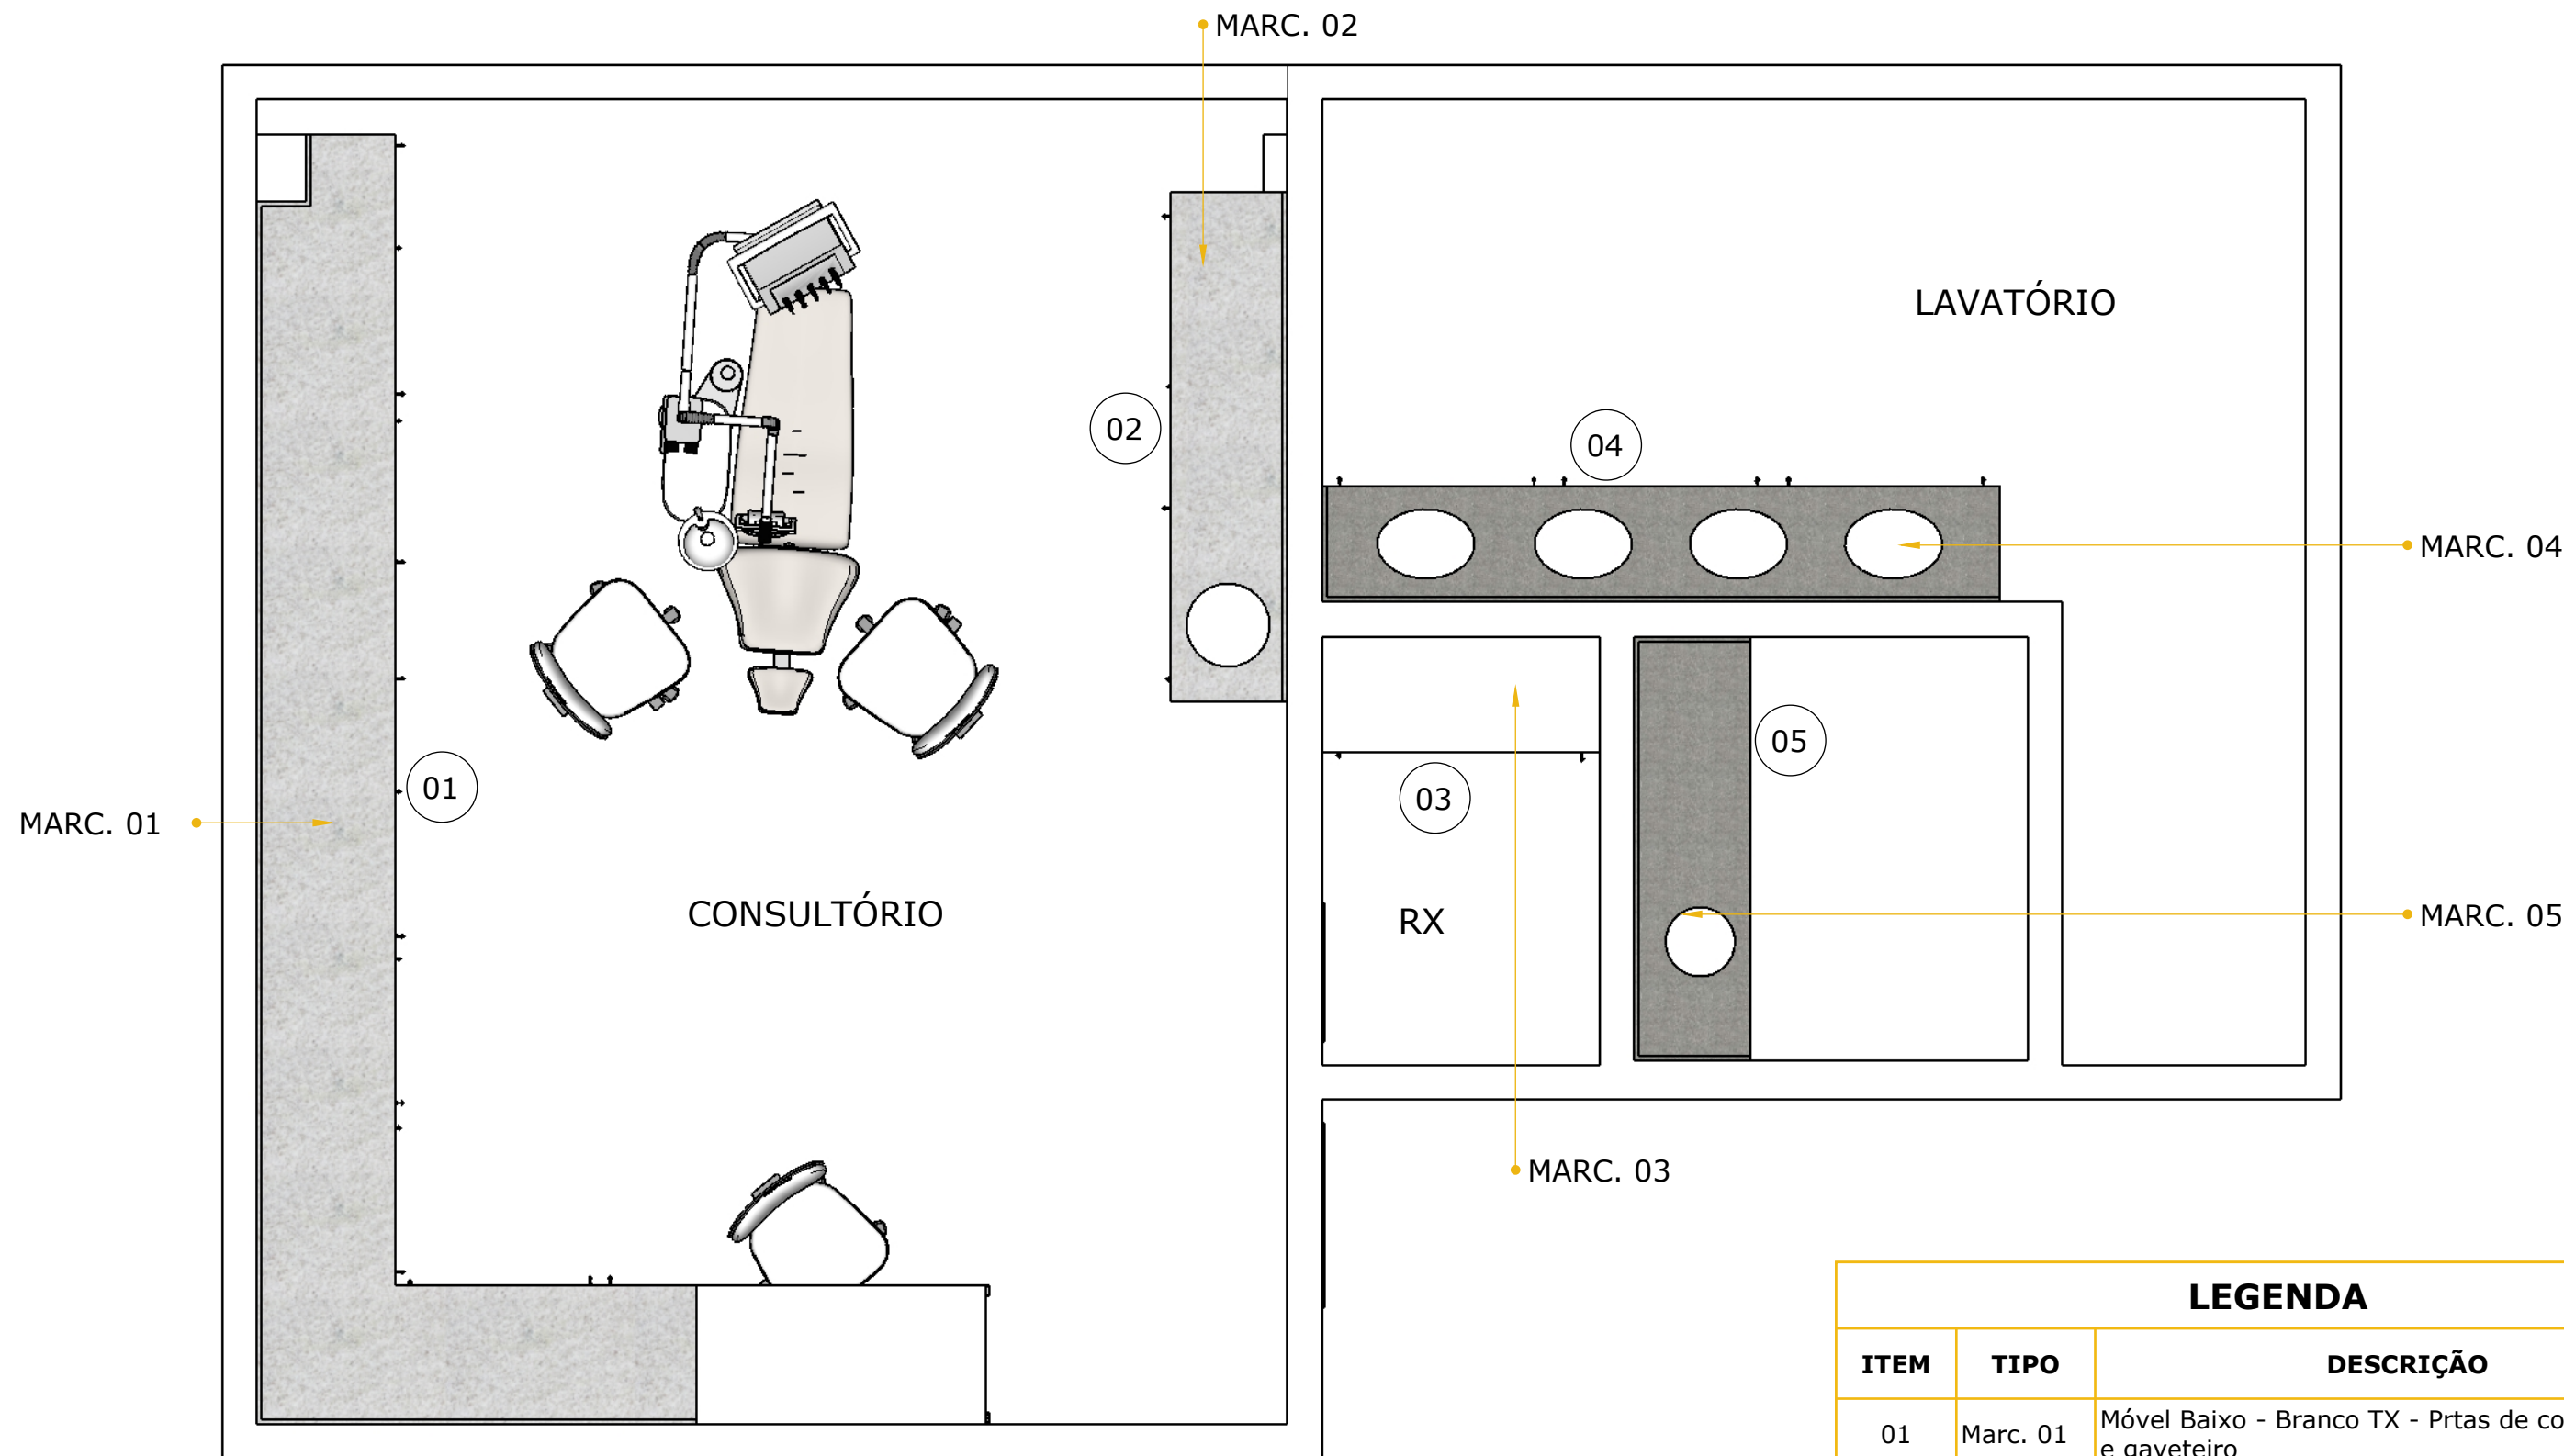 MARC. 02
LAVATÓRIO
02
04
MARC. 04
05
01
03
MARC. 01
CONSULTÓRIO
RX
MARC. 05
MARC. 03
LEGENDA
ITEM TIPO DESCRIÇÃO
01 Marc. 01 Móvel Baixo - Branco TX - Prtas de co
e gaveteiro